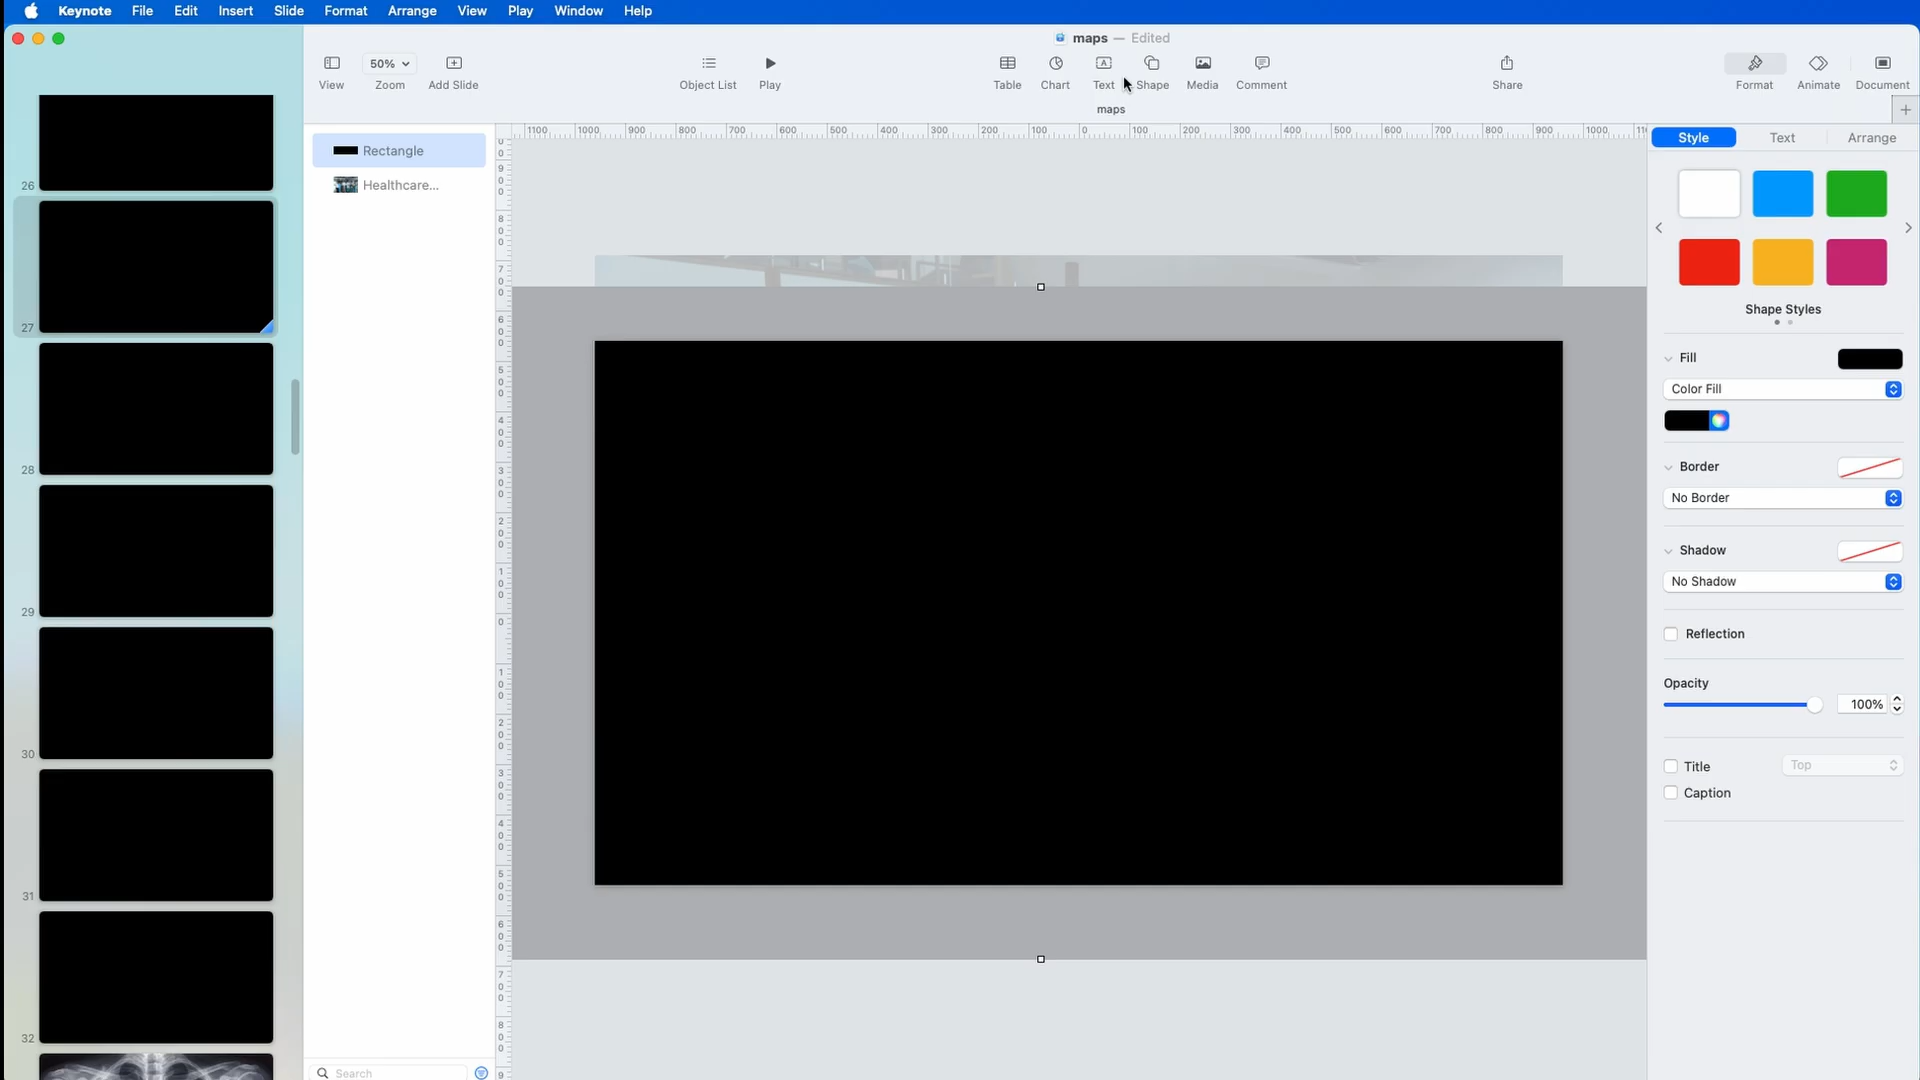 Keynote File Edit Insert Slide Format Arrange View Play Window Help
maps — Edited
50%
View Zoom Add Slide Object List Play Table Chart Text Shape Media Comment Share Format Animate Document
maps
1100 1000 900 800 700 600 500 400 300 200 100 0 100 200 300 400 500 600 700 800 900 1000
Style Text Arrange
Rectangle
Healthcare...
26
27
28
29
30
31
32
Shape Styles
Fill
Color Fill
Border
No Border
Shadow
No Shadow
Reflection
Opacity
100%
Title Top
Caption
Search